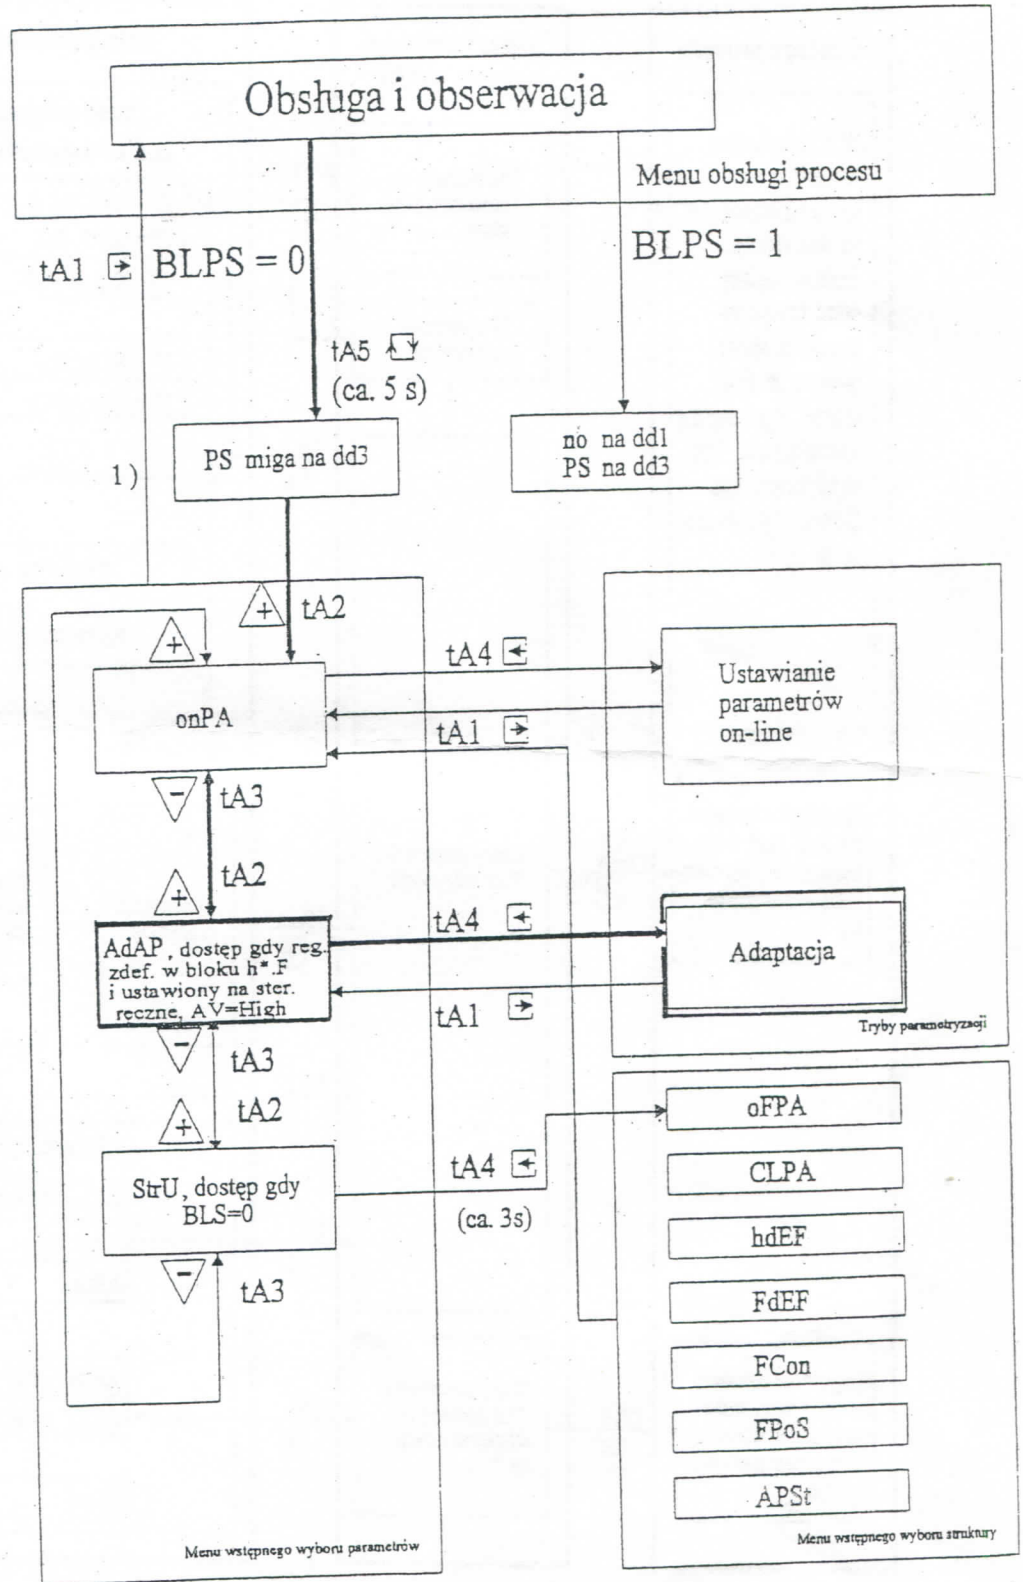 Obsługa i obserwacja
Menu obsługi procesu
tA1 BLPS = 0
BLPS = 1
tA5
(ca. 5 s)
1)
PS miga na dd3
no na dd1
PS na dd3
+ tA2
+
onPA
tA4
tA1
Ustawianie
parametrów
on-line
- tA3
+ tA2
AdAP, dostęp gdy reg.
zdef. w bloku h*.F
i ustawiony na ster.
ręczne, AV=High
tA4
tA1
Adaptacja
Tryby parametryzacji
- tA3
+ tA2
StrU, dostęp gdy
BLS=0
tA4
(ca. 3s)
- tA3
oFPA
CLPA
hdEF
FdEF
FCon
FPoS
APSt
Menu wstępnego wyboru parametrów
Menu wstępnego wyboru struktury